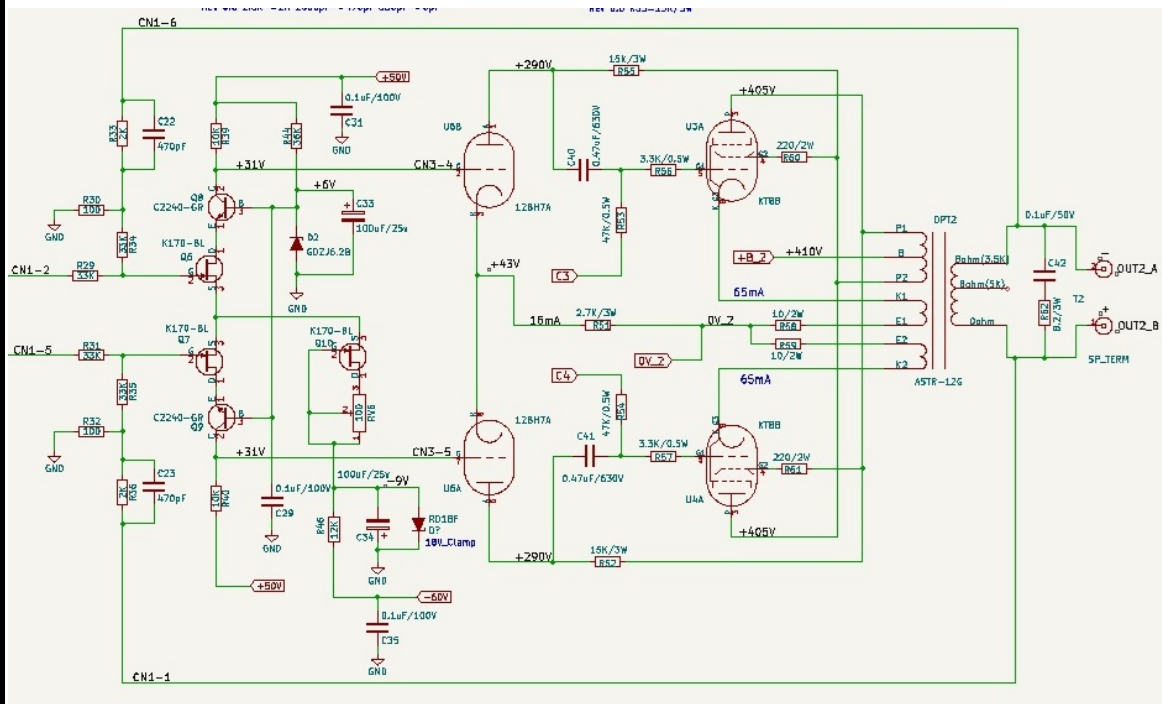 CN1-6
+290V
15K/3W
R55
+50V
+405V
0.1uF/100V
C31
GND
U6B
U3A
C22
470pF
R33
2K
R39
10K
R44
36K
C40
0.47uF/630V
220/2W
R60
+31V
CN3-4
3.3K/0.5W
R56
+6V
12BH7A
KT88
R30
100
GND
Q8
C2240-GR
C33
100uF/25v
R53
47K/0.5W
R34
33K
K170-BL
Q6
D2
GDZJ6.2B
OPT2
0.1uF/50V
P1
B
P2
+B_2
+410V
8ohm(3.5K)
8ohm(5K)
0ohm
C42
OUT2_A
CN1-2
R29
33K
+43V
C3
GND
65mA
K1
E1
E2
K2
R62
8.2/3W
T2
OUT2_B
SP_TERM
K170-BL
Q7
K170-BL
Q10
16mA
2.7K/3W
R51
0V_2
10/2W
R58
R59
10/2W
0V_2
CN1-5
R31
33K
C4
65mA
ASTR-12G
R35
33K
C2240-GR
Q9
100
RV6
R54
47K/0.5W
R32
100
GND
12BH7A
KT88
+31V
CN3-5
C41
0.47uF/630V
3.3K/0.5W
R57
220/2W
R61
C23
470pF
R36
2K
R40
10K
0.1uF/100V
C29
GND
100uF/25v
-9V
R46
12K
C34
RD18F
D?
10V_Clamp
GND
U6A
U4A
+405V
+290V
15K/3W
R52
+50V
-60V
0.1uF/100V
C35
GND
CN1-1